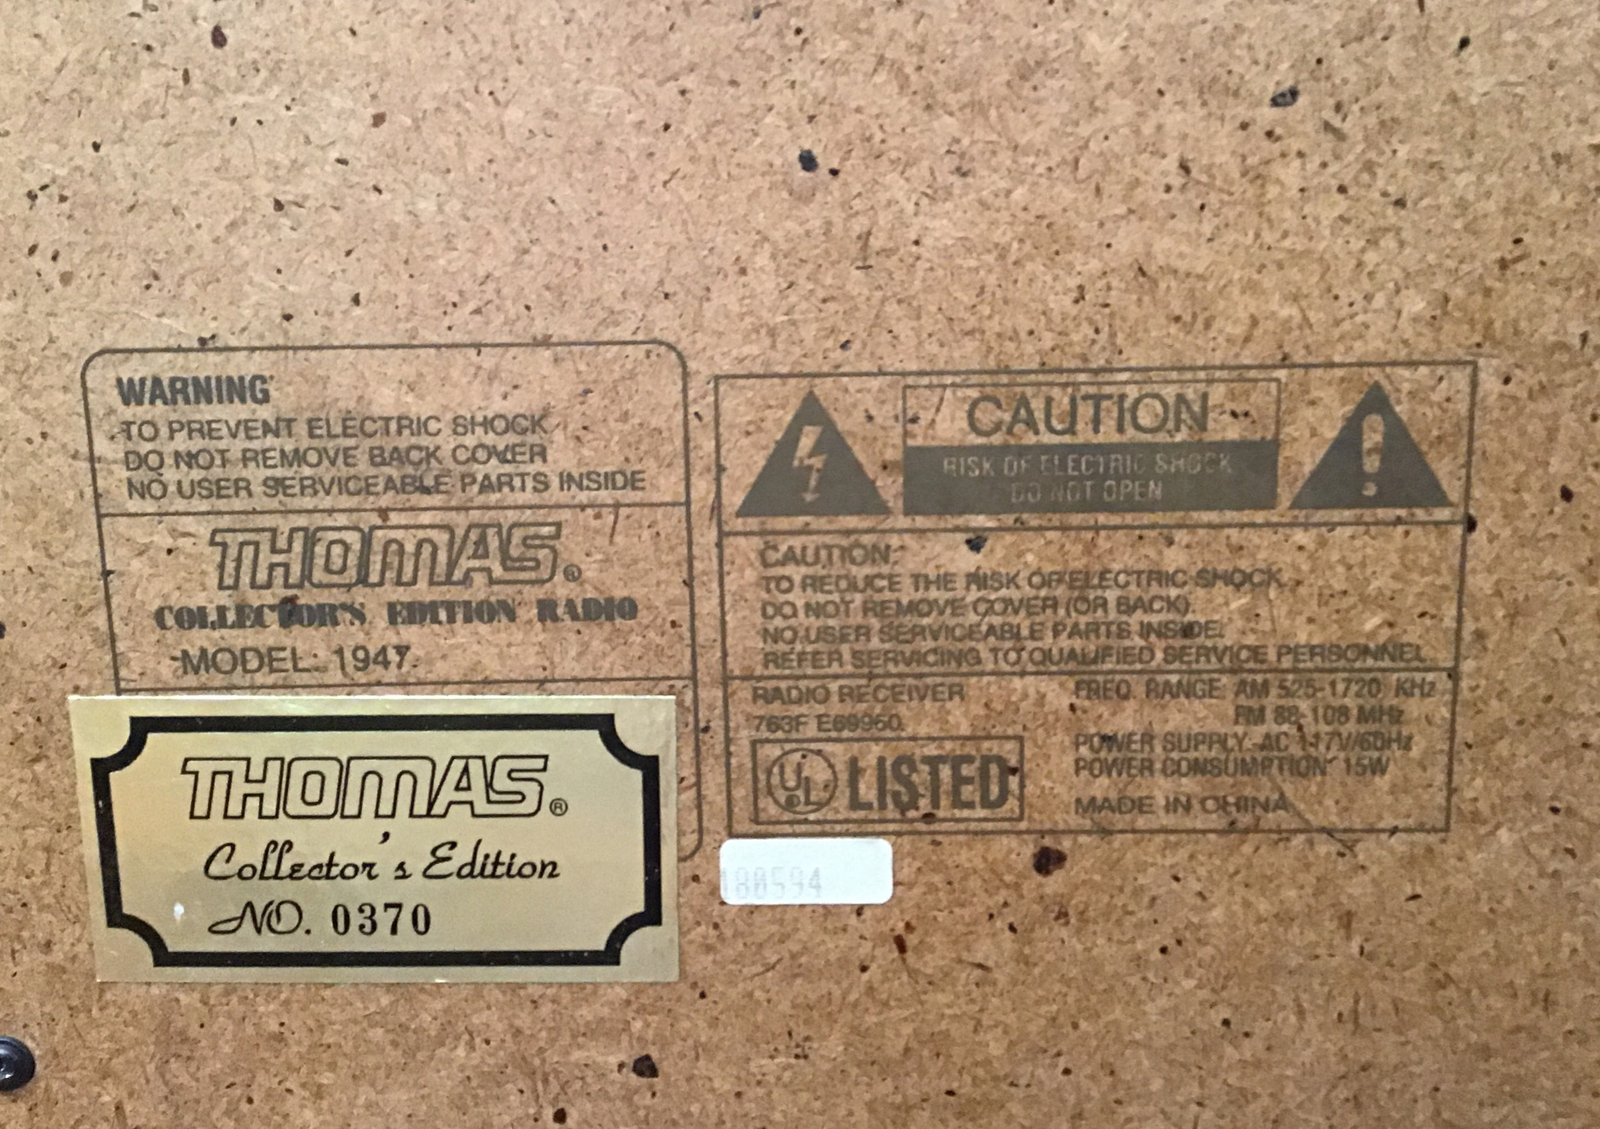 WARNING
TO PREVENT ELECTRIC SHOCK
DO NOT REMOVE BACK COVER
NO USER SERVICEABLE PARTS INSIDE
THOMAS®
COLLECTOR'S EDITION RADIO
MODEL: 1947
THOMAS®
Collector's Edition
NO. 0370
CAUTION
RISK OF ELECTRIC SHOCK
DO NOT OPEN
CAUTION:
TO REDUCE THE RISK OF ELECTRIC SHOCK
DO NOT REMOVE COVER (OR BACK).
NO USER SERVICEABLE PARTS INSIDE.
REFER SERVICING TO QUALIFIED SERVICE PERSONNEL
RADIO RECEIVER
763F E69950
UL® LISTED
FREQ. RANGE: AM 525-1720 KHz
FM 88-108 MHz
POWER SUPPLY: AC 117V/60Hz
POWER CONSUMPTION: 15W
MADE IN CHINA
180594